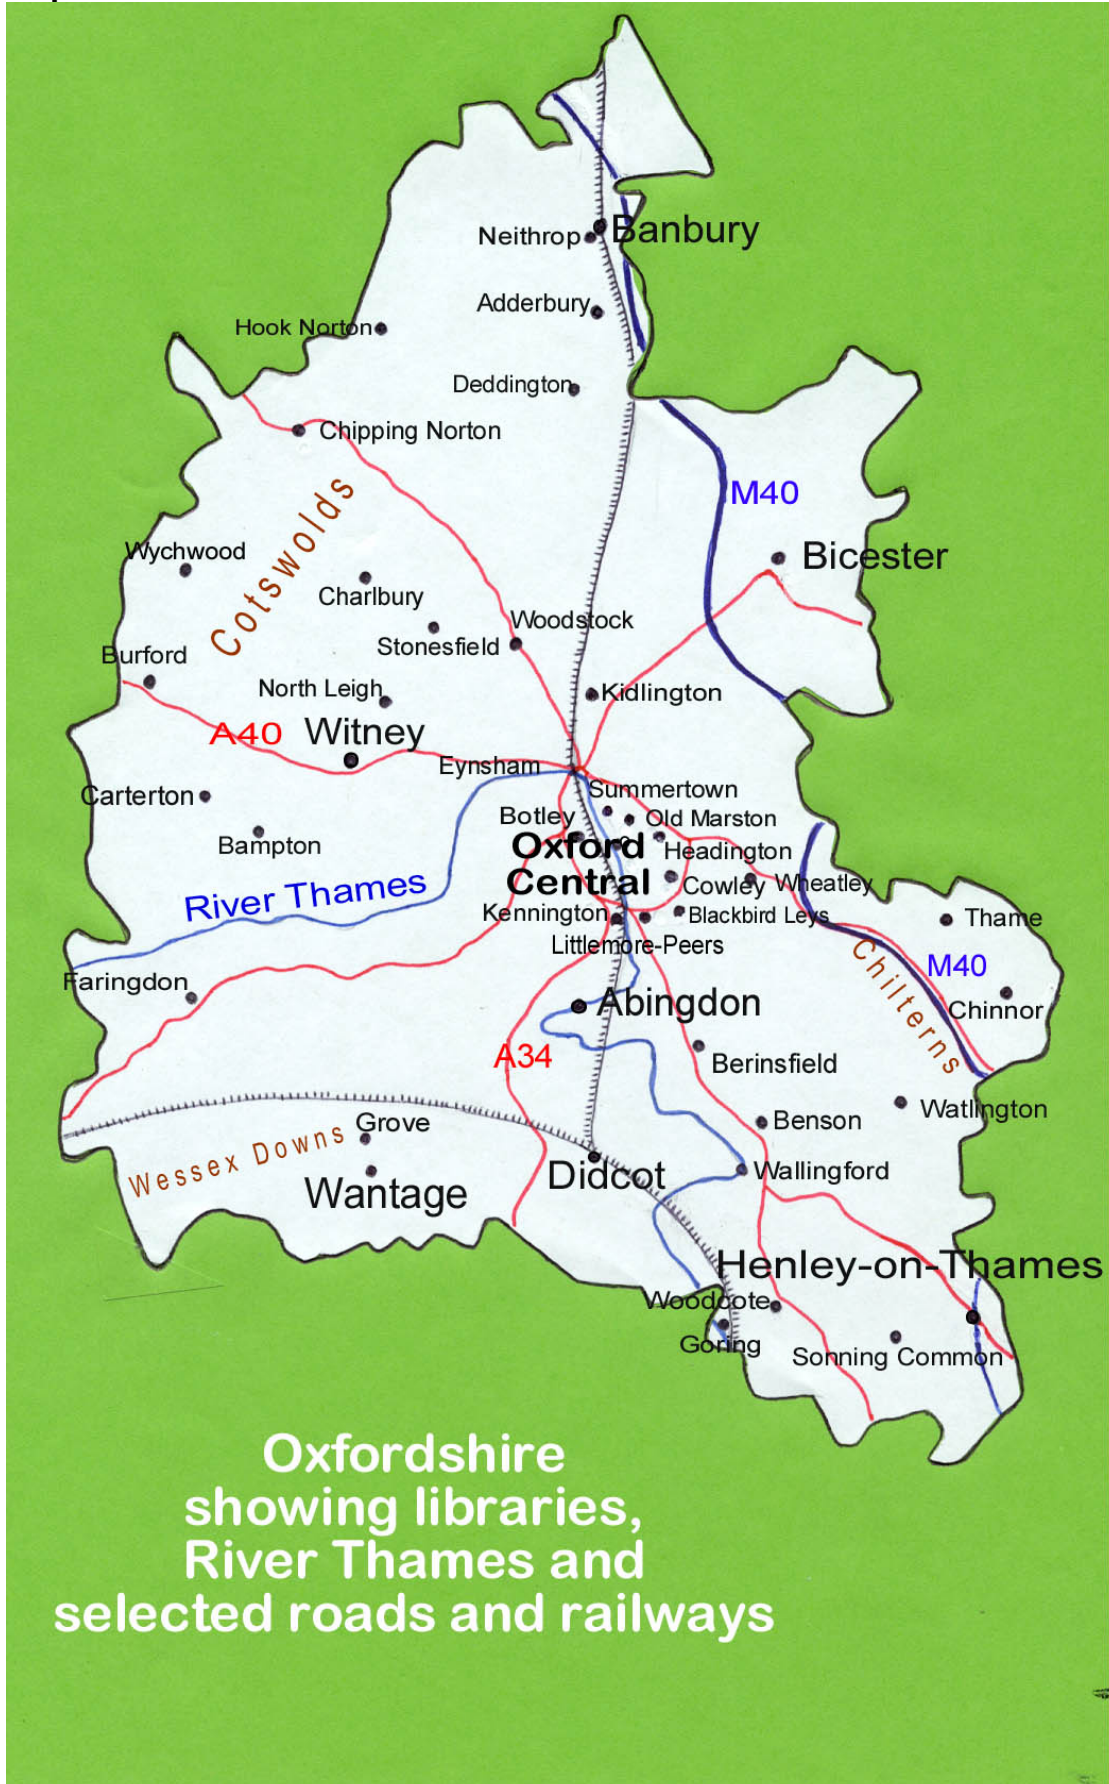 Banbury
Neithrop
Adderbury
Hook Norton
Deddington
Chipping Norton
M40
Cotswolds
Wychwood
Bicester
Charlbury
Woodstock
Stonesfield
Burford
North Leigh
Kidlington
A40
Witney
Eynsham
Summertown
Carterton
Botley
Old Marston
Bampton
Oxford
Central
Headington
River Thames
Cowley
Wheatley
Kennington
Blackbird Leys
Thame
Littlemore-Peers
Chilterns
M40
Faringdon
Abingdon
Chinnor
A34
Berinsfield
Watlington
Grove
Benson
Wessex Downs
Didcot
Wallingford
Wantage
Henley-on-Thames
Woodcote
Goring
Sonning Common
Oxfordshire
showing libraries,
River Thames and
selected roads and railways